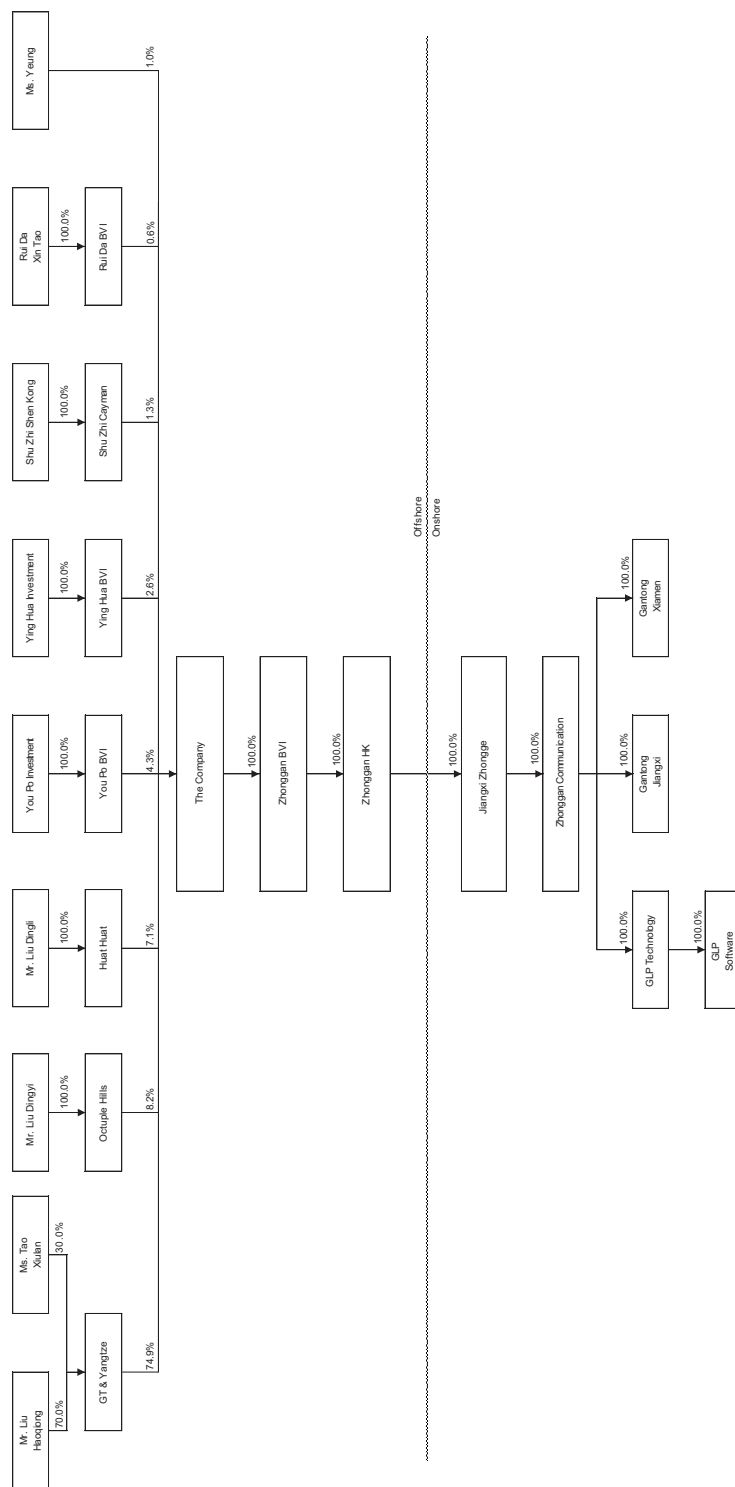 Mr. Liu
Haoqiong
Ms. Tao
Xiulan
Mr. Liu Dingyi
Mr. Liu Dingli
You Po Investment
Ying Hua Investment
Shu Zhi Shen Kong
Rui Da
Xin Tao
Ms. Yeung
70.0%
30.0%
100.0%
100.0%
100.0%
100.0%
100.0%
100.0%
GT & Yangtze
Octuple Hills
Huat Huat
You Po BVI
Ying Hua BVI
Shu Zhi Cayman
Rui Da BVI
74.9%
8.2%
7.1%
4.3%
2.6%
1.3%
0.6%
1.0%
The Company
100.0%
Zhonggan BVI
100.0%
Zhonggan HK
Offshore
Onshore
100.0%
Jiangxi Zhongge
100.0%
Zhonggan Communication
100.0%
100.0%
100.0%
GLP Technology
Gantong
Jiangxi
Gantong
Xiamen
100.0%
GLP
Software